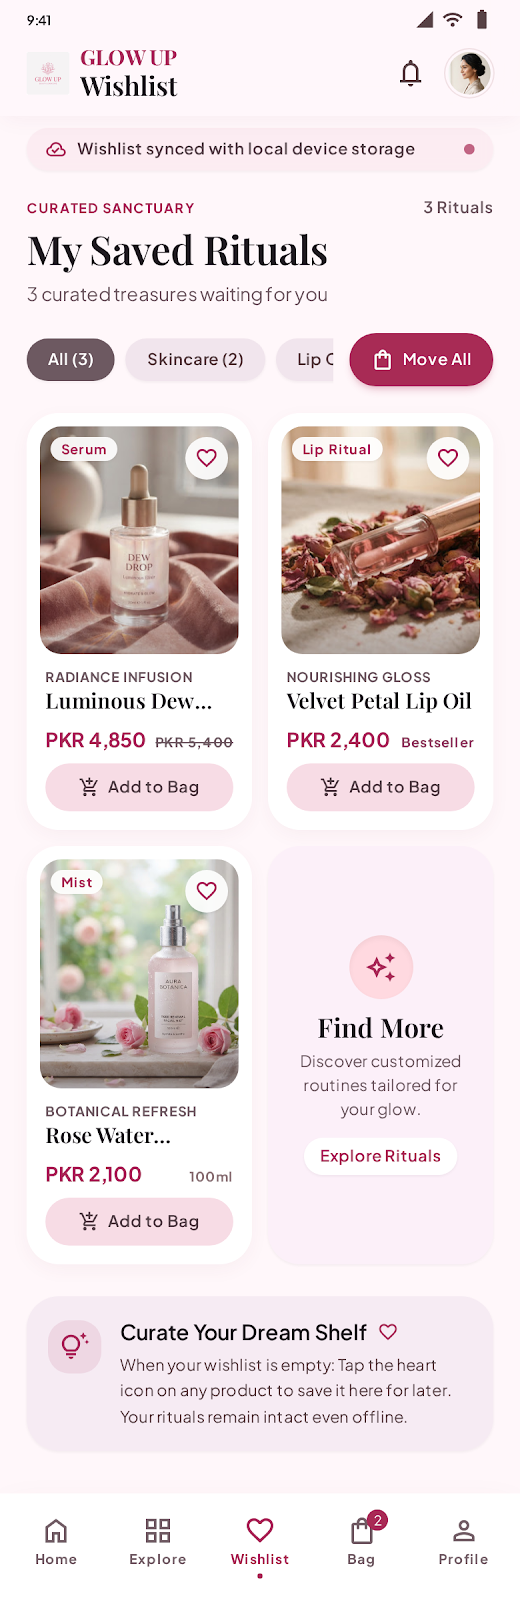 9:41
GLOW UP
GLOW UP
Wishlist
Wishlist synced with local device storage
CURATED SANCTUARY
3 Rituals
My Saved Rituals
3 curated treasures waiting for you
All (3)
Skincare (2)
Lip
Move All
Serum
DEW
DROP
RADIANCE INFUSION
Luminous Dew...
PKR 4,850 PKR 5,400
Add to Bag
Lip Ritual
NOURISHING GLOSS
Velvet Petal Lip Oil
PKR 2,400 Bestseller
Add to Bag
Mist
AURA
BOTANICA
BOTANICAL REFRESH
Rose Water...
PKR 2,100 100ml
Add to Bag
Find More
Discover customized
routines tailored for
your glow.
Explore Rituals
Curate Your Dream Shelf
When your wishlist is empty: Tap the heart
icon on any product to save it here for later.
Your rituals remain intact even offline.
2
Home
Explore
Wishlist
Bag
Profile